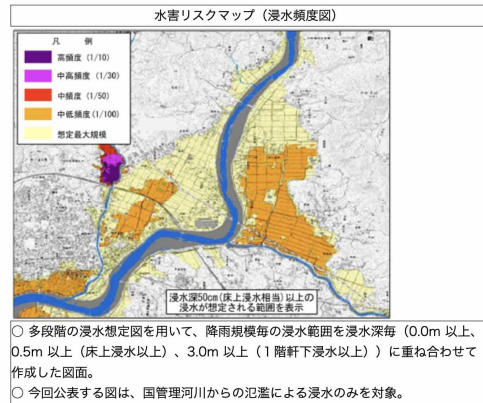 水害リスクマップ（浸水頻度図）
凡 例
高頻度（1/10）
中高頻度（1/30）
中頻度（1/50）
中低頻度（1/100）
想定最大規模
浸水深50cm（床上浸水相当）以上の
浸水が想定される範囲を表示
○ 多段階の浸水想定図を用いて、降雨規模毎の浸水範囲を浸水深毎（0.0m 以上、
0.5m 以上（床上浸水以上）、3.0m 以上（１階軒下浸水以上））に重ね合わせて
作成した図面。
○ 今回公表する図は、国管理河川からの氾濫による浸水のみを対象。